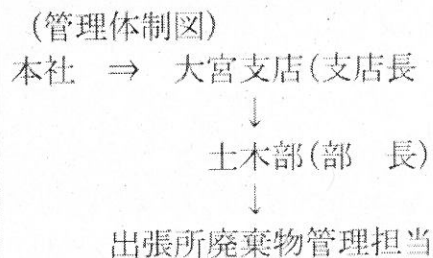 (管理体制図)
本社 ⇒ 大宮支店(支店長
↓
土木部(部 長)
↓
出張所廃棄物管理担当